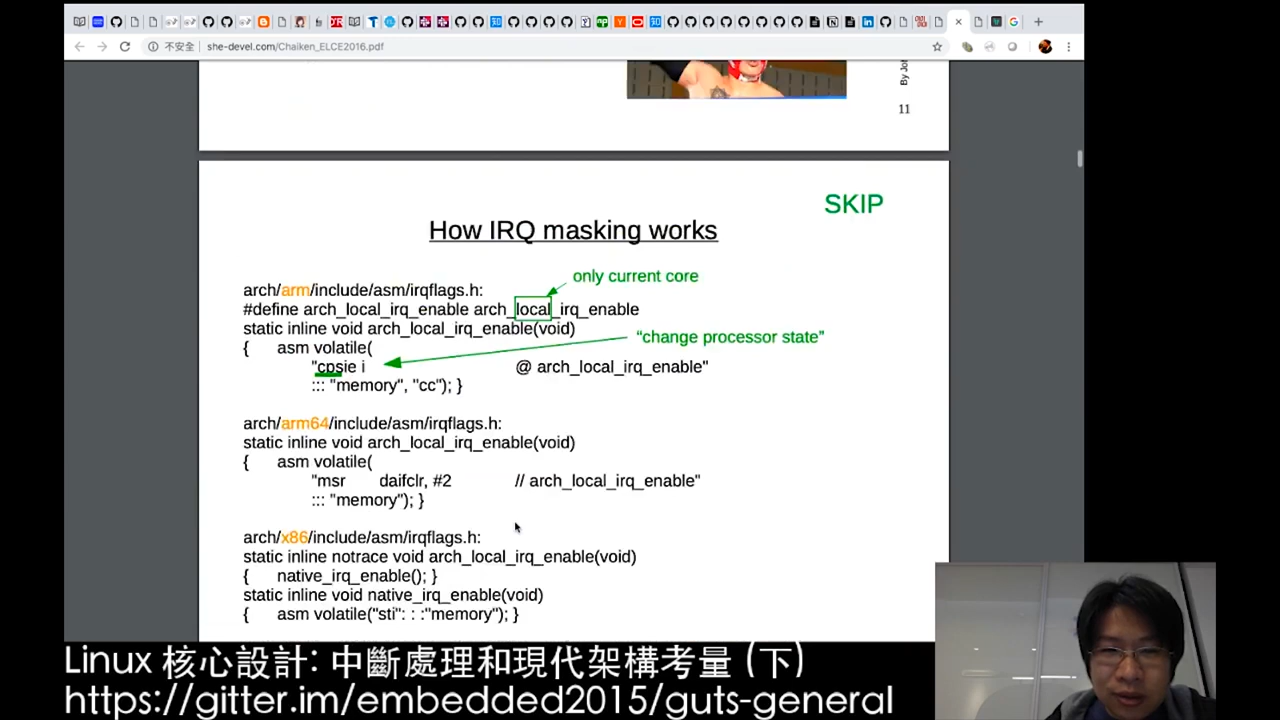 不安全 she-devel.com/Chaiken_ELCE2016.pdf
11
SKIP
How IRQ masking works
only current core
arch/arm/include/asm/irqflags.h:
#define arch_local_irq_enable arch_local_irq_enable
static inline void arch_local_irq_enable(void)
"change processor state"
{ asm volatile(
"cpsie i @ arch_local_irq_enable"
::: "memory", "cc"); }
arch/arm64/include/asm/irqflags.h:
static inline void arch_local_irq_enable(void)
{ asm volatile(
"msr daifclr, #2 // arch_local_irq_enable"
::: "memory"); }
arch/x86/include/asm/irqflags.h:
static inline notrace void arch_local_irq_enable(void)
{ native_irq_enable(); }
static inline void native_irq_enable(void)
{ asm volatile("sti": : :"memory"); }
Linux 核心設計: 中斷處理和現代架構考量 (下)
https://gitter.im/embedded2015/guts-general